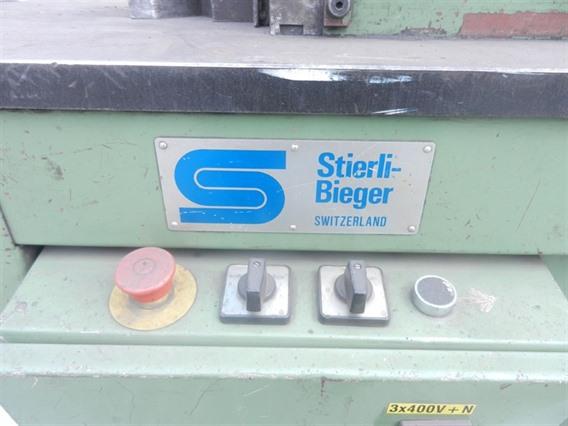 Stierli-
Bieger
SWITZERLAND
3x400V+N